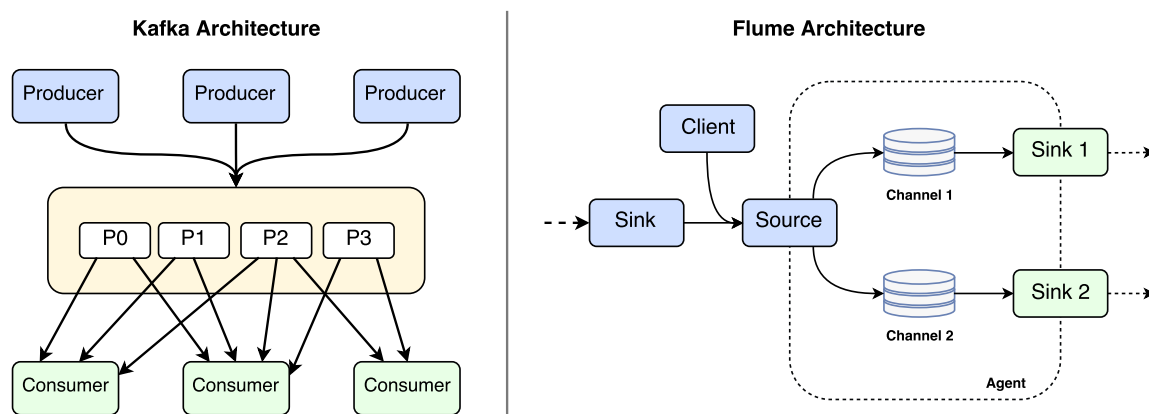 Kafka Architecture
Producer
Producer
Producer
P0
P1
P2
P3
Consumer
Consumer
Consumer
Flume Architecture
Client
Sink
Source
Channel 1
Sink 1
Channel 2
Sink 2
Agent